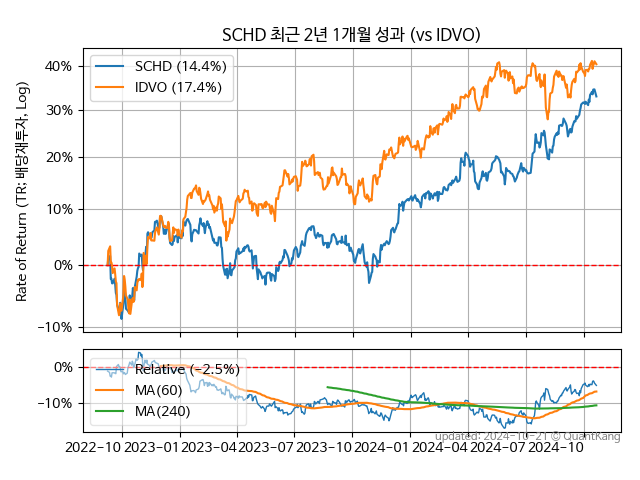 SCHD 최근 2년 1개월 성과 (vs IDVO)
Rate of Return (TR: 배당재투자, Log)
40%
30%
20%
10%
0%
−10%
SCHD (14.4%)
IDVO (17.4%)
0%
−10%
Relative (−2.5%)
MA(60)
MA(240)
2022−10 2023−01 2023−04 2023−07 2023−10 2024−01 2024−04 2024−07 2024−10
updated: 2024−10−21 © QuantKang